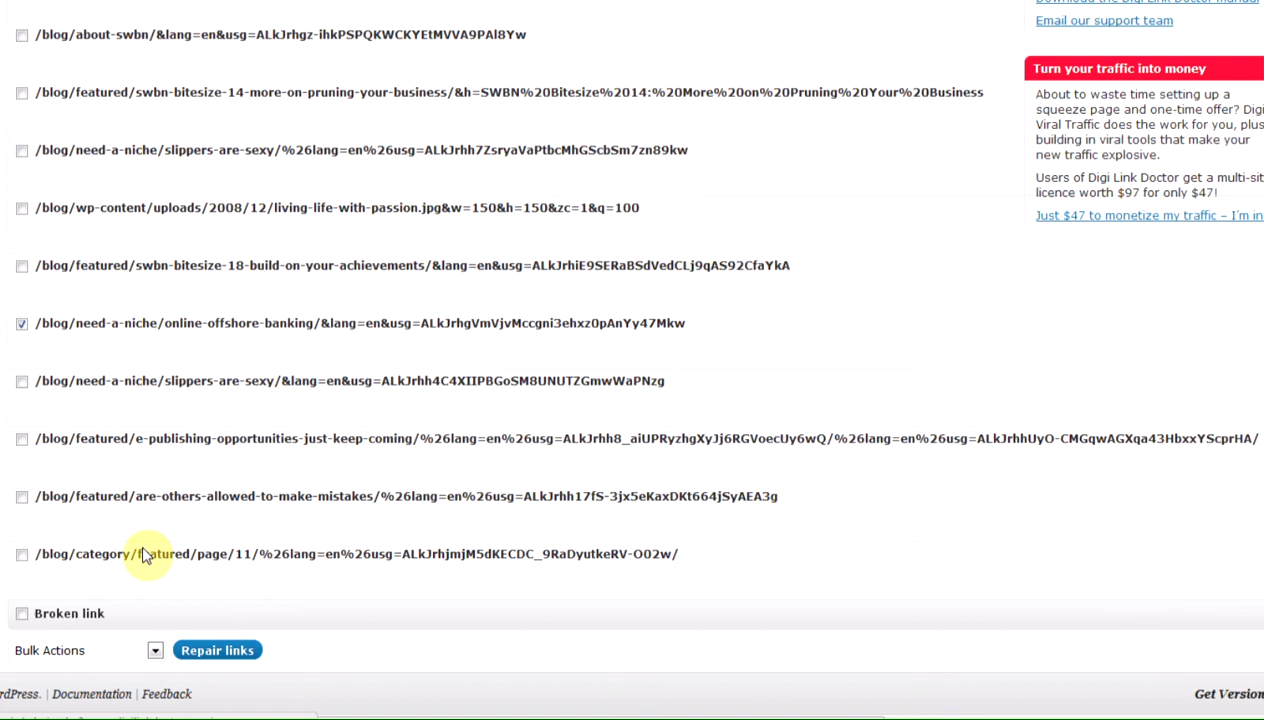 Download the Digi Link Doctor manual
Email our support team
/blog/about-swbn/&lang=en&usg=ALkJrhgz-ihkPSPQKWCKYEtMVVA9PAl8Yw
Turn your traffic into money
/blog/featured/swbn-bitesize-14-more-on-pruning-your-business/&h=SWBN%20Bitesize%2014:%20More%20on%20Pruning%20Your%20Business
About to waste time setting up a
squeeze page and one-time offer? Digi
Viral Traffic does the work for you, plus
building in viral tools that make your
new traffic explosive.
/blog/need-a-niche/slippers-are-sexy/%26lang=en%26usg=ALkJrhh7ZsryaVaPtbcMhGScbSm7zn89kw
Users of Digi Link Doctor get a multi-sit
licence worth $97 for only $47!
/blog/wp-content/uploads/2008/12/living-life-with-passion.jpg&w=150&h=150&zc=1&q=100
Just $47 to monetize my traffic – I'm in
/blog/featured/swbn-bitesize-18-build-on-your-achievements/&lang=en&usg=ALkJrhiE9SERaBSdVedCLj9qAS92CfaYkA
/blog/need-a-niche/online-offshore-banking/&lang=en&usg=ALkJrhgVmVjvMccgni3ehxz0pAnYy47Mkw
/blog/need-a-niche/slippers-are-sexy/&lang=en&usg=ALkJrhh4C4XIIPBGoSM8UNUTZGmwWaPNzg
/blog/featured/e-publishing-opportunities-just-keep-coming/%26lang=en%26usg=ALkJrhh8_aiUPRyzhgXyJj6RGVoecUy6wQ/%26lang=en%26usg=ALkJrhhUyO-CMGqwAGXqa43HbxxYScprHA/
/blog/featured/are-others-allowed-to-make-mistakes/%26lang=en%26usg=ALkJrhh17fS-3jx5eKaxDKt664jSyAEA3g
/blog/category/featured/page/11/%26lang=en%26usg=ALkJrhjmjM5dKECDC_9RaDyutkeRV-O02w/
Broken link
Bulk Actions
Repair links
rdPress. | Documentation | Feedback
Get Version